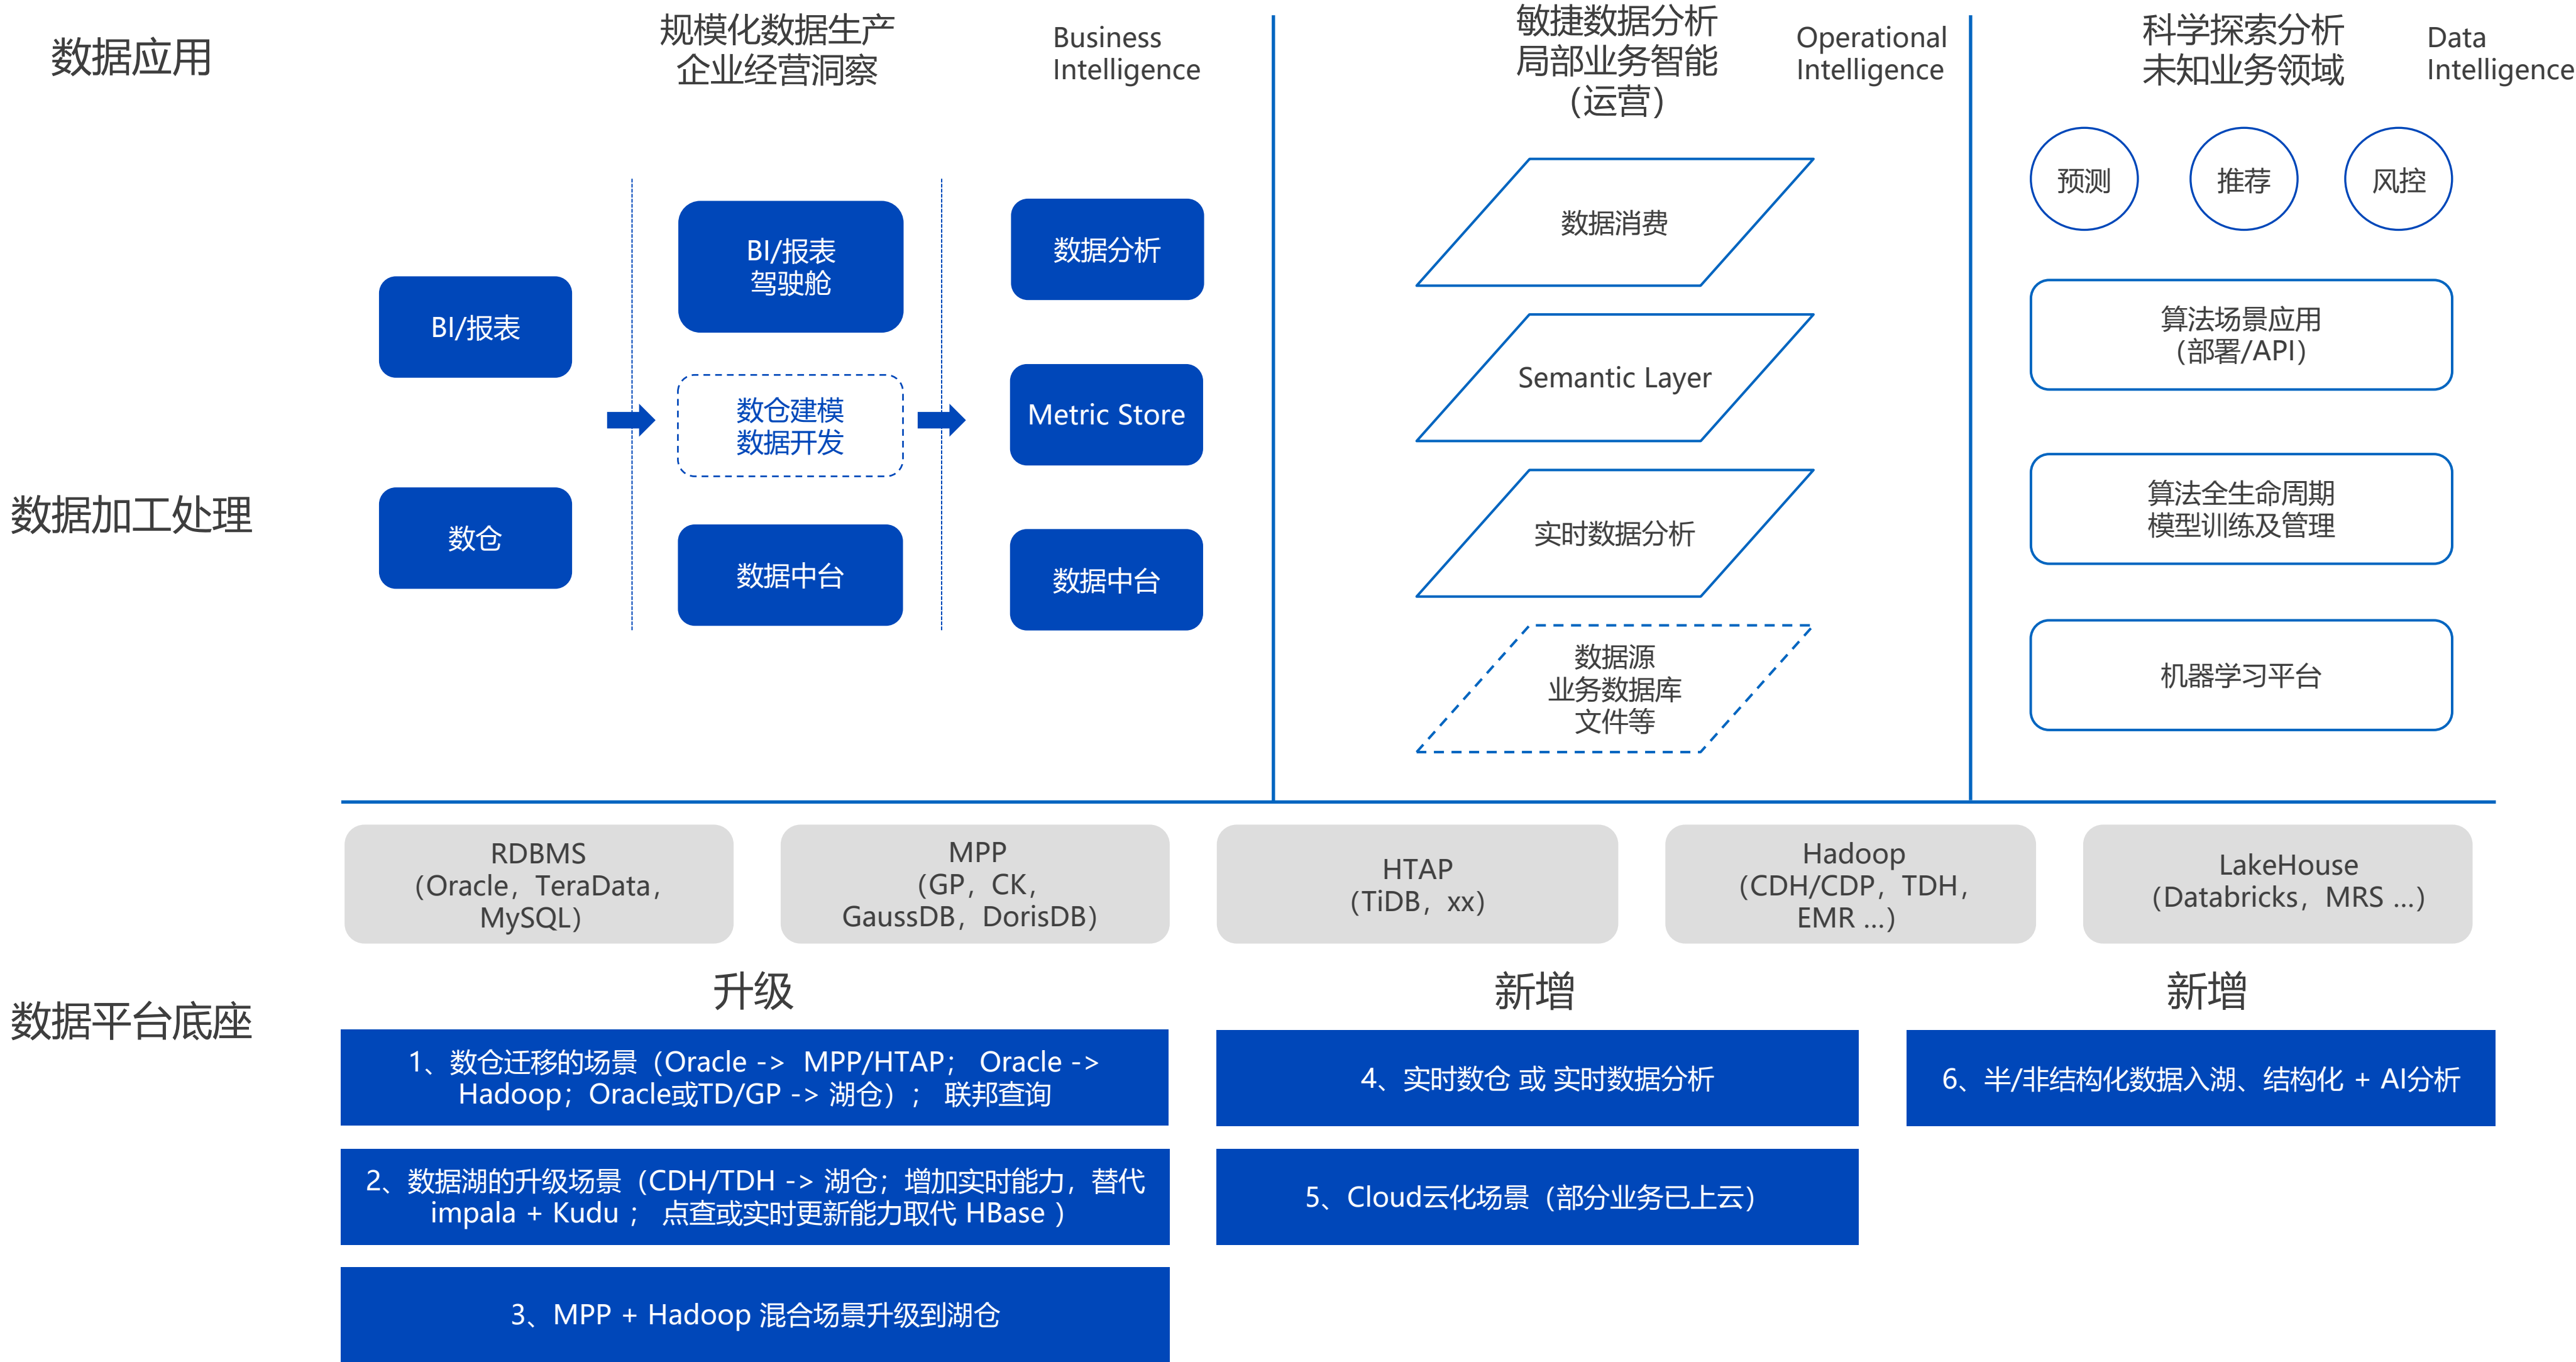 数据应用
规模化数据生产
企业经营洞察
Business
Intelligence
敏捷数据分析
局部业务智能
（运营）
Operational
Intelligence
科学探索分析
未知业务领域
Data
Intelligence
BI/报表
数仓
BI/报表
驾驶舱
数仓建模
数据开发
数据中台
数据分析
Metric Store
数据中台
数据消费
Semantic Layer
实时数据分析
数据源
业务数据库
文件等
预测
推荐
风控
算法场景应用
（部署/API）
算法全生命周期
模型训练及管理
机器学习平台
数据加工处理
RDBMS
（Oracle，TeraData，
MySQL）
MPP
（GP，CK，
GaussDB，DorisDB）
HTAP
（TiDB，xx）
Hadoop
（CDH/CDP，TDH，
EMR ...）
LakeHouse
（Databricks，MRS ...）
数据平台底座
升级
新增
新增
1、数仓迁移的场景（Oracle -> MPP/HTAP； Oracle ->
Hadoop；Oracle或TD/GP -> 湖仓）； 联邦查询
2、数据湖的升级场景（CDH/TDH -> 湖仓；增加实时能力，替代
impala + Kudu ； 点查或实时更新能力取代 HBase ）
3、MPP + Hadoop 混合场景升级到湖仓
4、实时数仓 或 实时数据分析
5、Cloud云化场景（部分业务已上云）
6、半/非结构化数据入湖、结构化 + AI分析